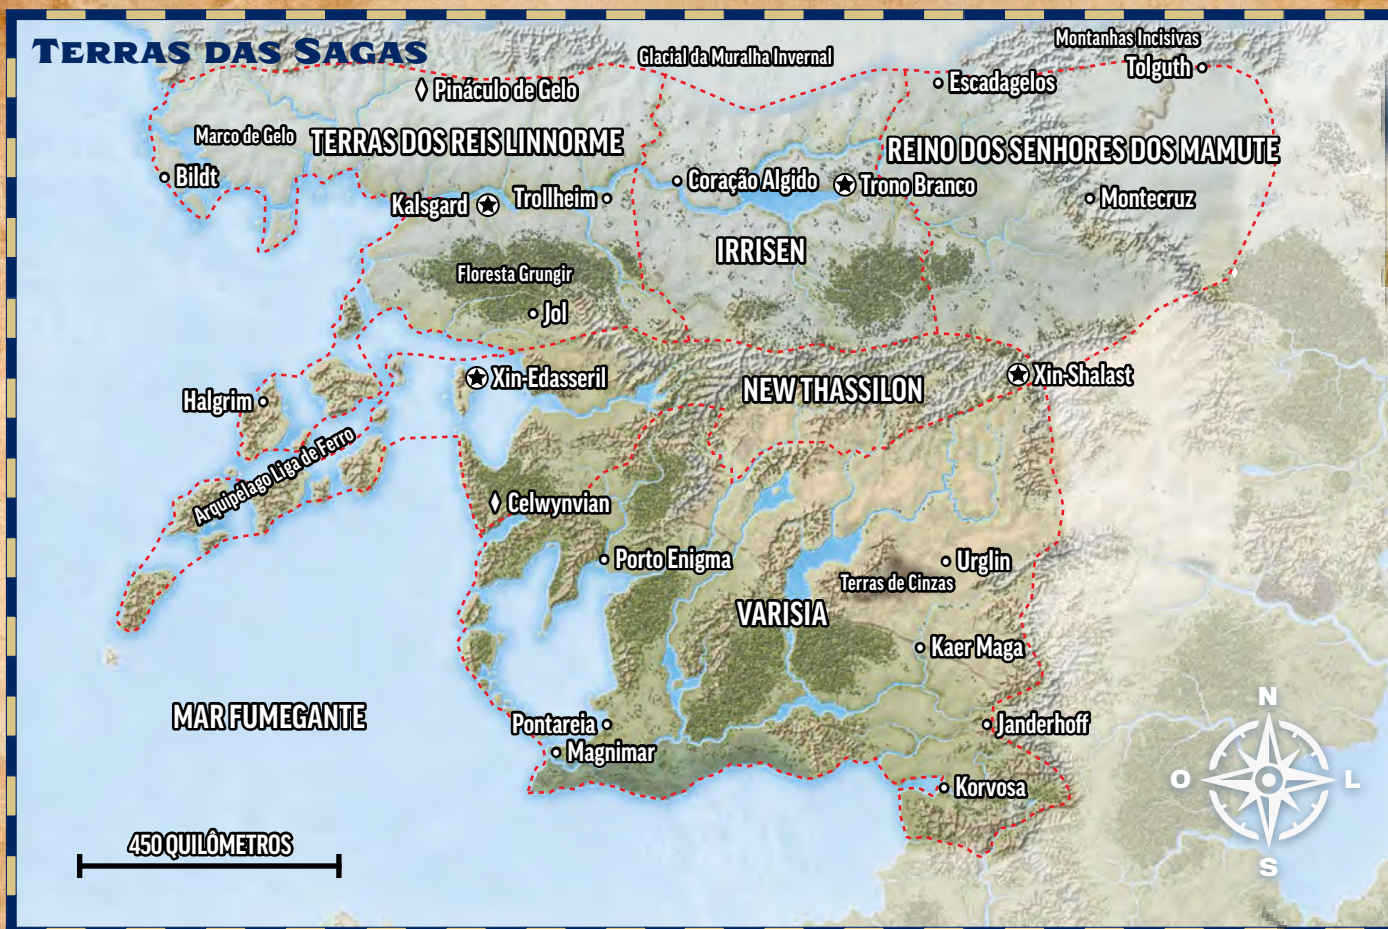 TERRAS DAS SAGAS
Glacial da Muralha Invernal
Montanhas Incisivas
Tolguth
Escadagelos
Pináculo de Gelo
Marco de Gelo
TERRAS DOS REIS LINNORME
REINO DOS SENHORES DOS MAMUTE
Bildt
Coração Algido
Trono Branco
Kalsgard
Trollheim
Montecruz
IRRISEN
Floresta Grungir
Jol
Xin-Edasseril
NEW THASSILON
Xin-Shalast
Halgrim
Arquipélago Liga de Ferro
Celwynvian
Porto Enigma
Urglin
Terras de Cinzas
VARISIA
Kaer Maga
MAR FUMEGANTE
Pontareia
Janderhoff
Magnimar
Korvosa
450 QUILÔMETROS
N
O
L
S